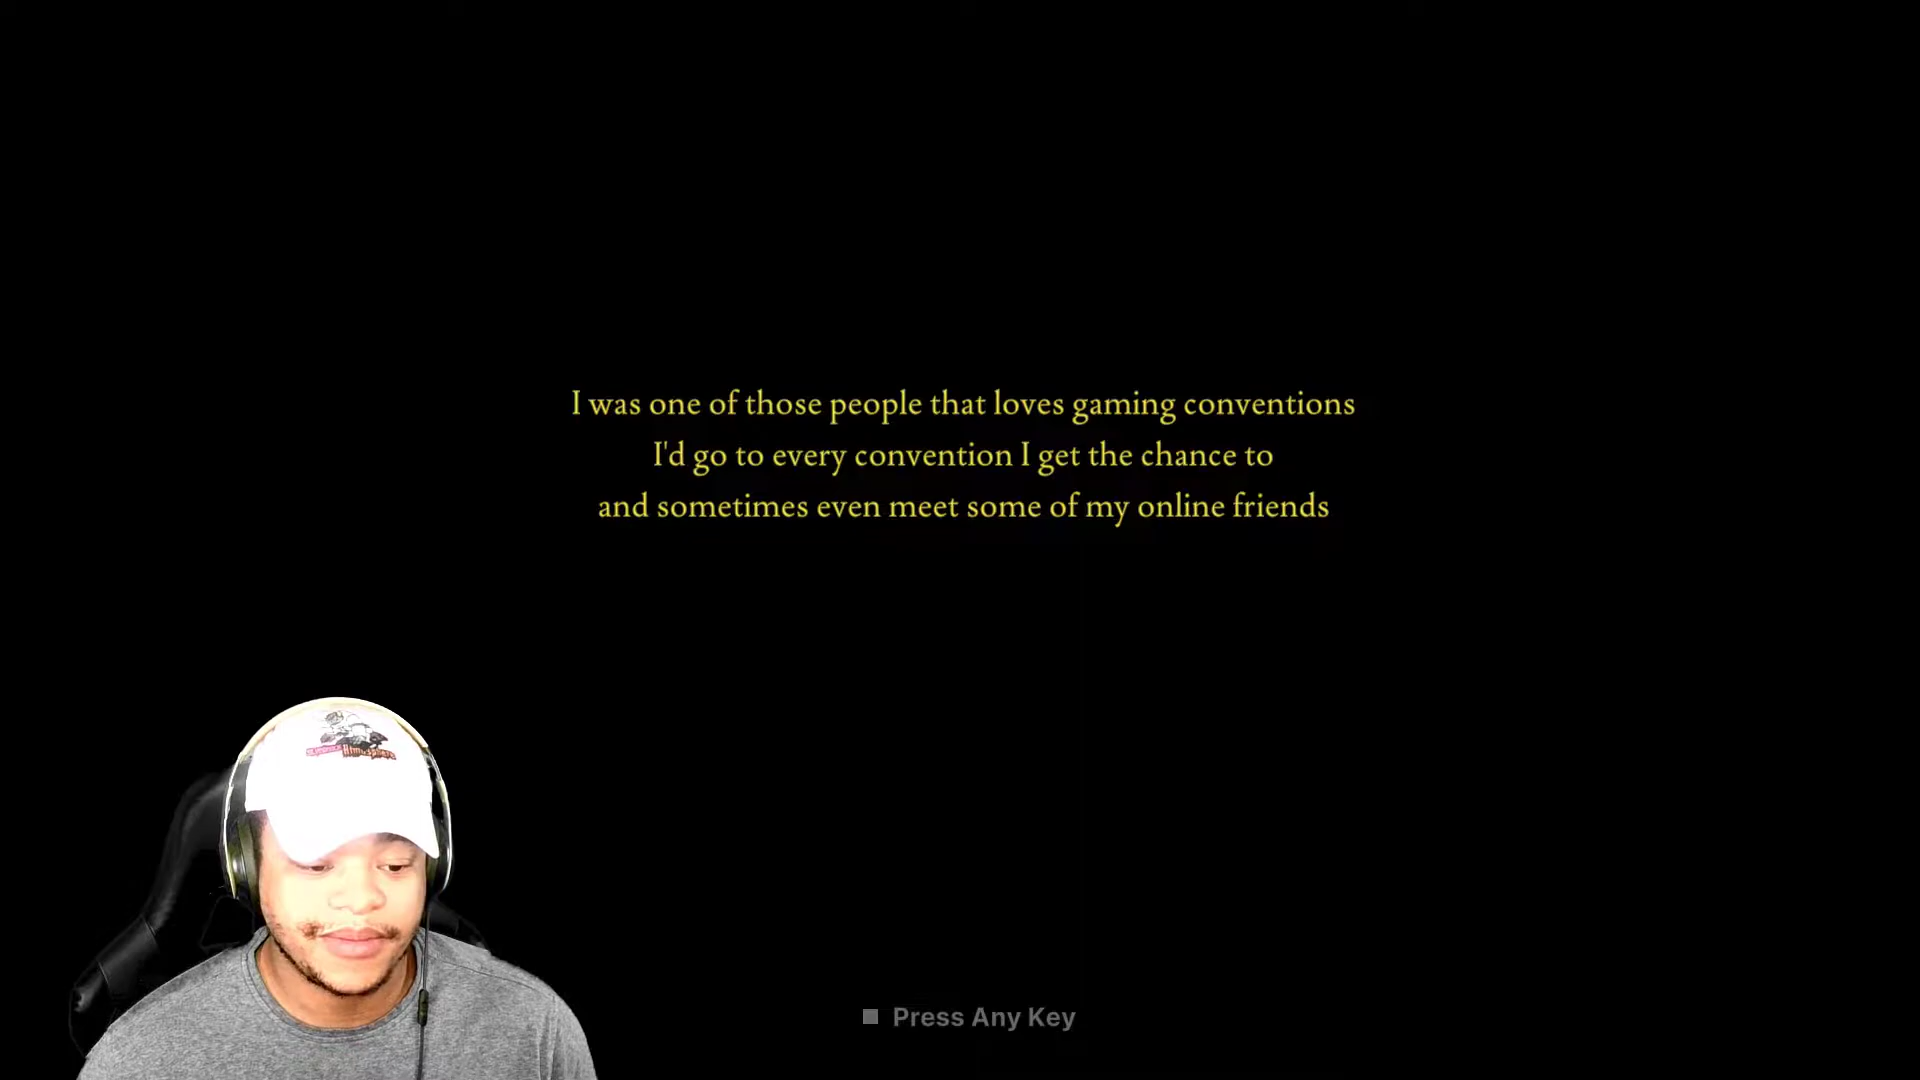 I was one of those people that loves gaming conventions
I'd go to every convention I get the chance to
and sometimes even meet some of my online friends
Atmosphere
Press Any Key